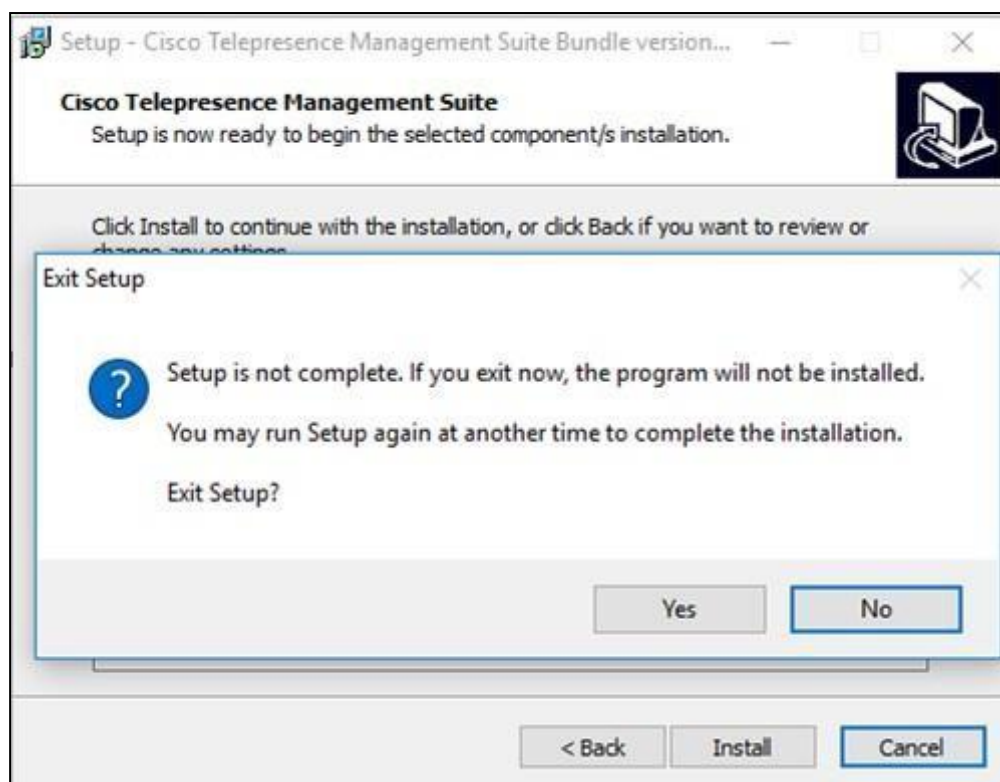 Setup - Cisco Telepresence Management Suite Bundle version...
Cisco Telepresence Management Suite
Setup is now ready to begin the selected component/s installation.
Click Install to continue with the installation, or click Back if you want to review or
change any settings.
Exit Setup
Setup is not complete. If you exit now, the program will not be installed.
You may run Setup again at another time to complete the installation.
Exit Setup?
Yes No
< Back Install Cancel